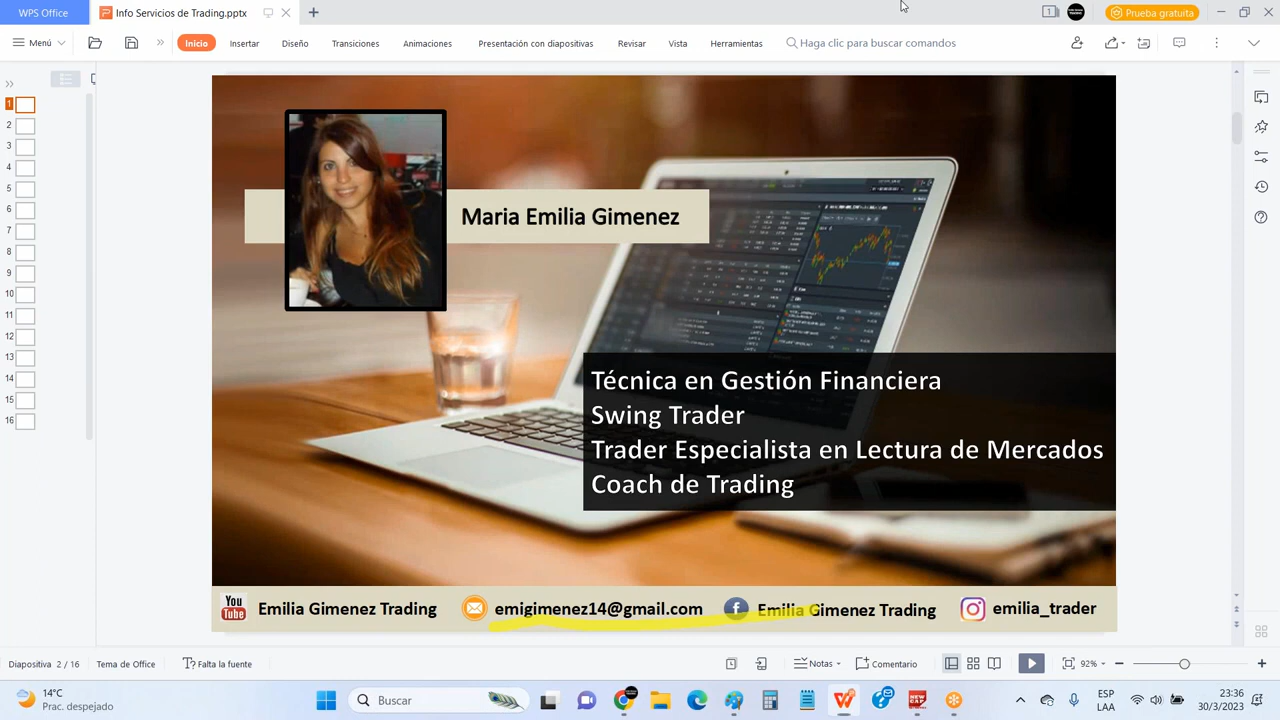 WPS Office
Info Servicios de Trading.pptx
1
Prueba gratuita
Menú
Inicio
Insertar
Diseño
Transiciones
Animaciones
Presentación con diapositivas
Revisar
Vista
Herramientas
Haga clic para buscar comandos
1
2
3
4
5
6
7
9
10
11
14
15
16
Maria Emilia Gimenez
Técnica en Gestión Financiera
Swing Trader
Trader Especialista en Lectura de Mercados
Coach de Trading
You Tube
Emilia Gimenez Trading
emigimenez14@gmail.com
Emilia Gimenez Trading
emilia_trader
Diapositiva 2 / 16
Tema de Office
Falta la fuente
Notas
Comentario
92%
14°C
Prac. despejado
Buscar
ESP
LAA
23:36
30/3/2023